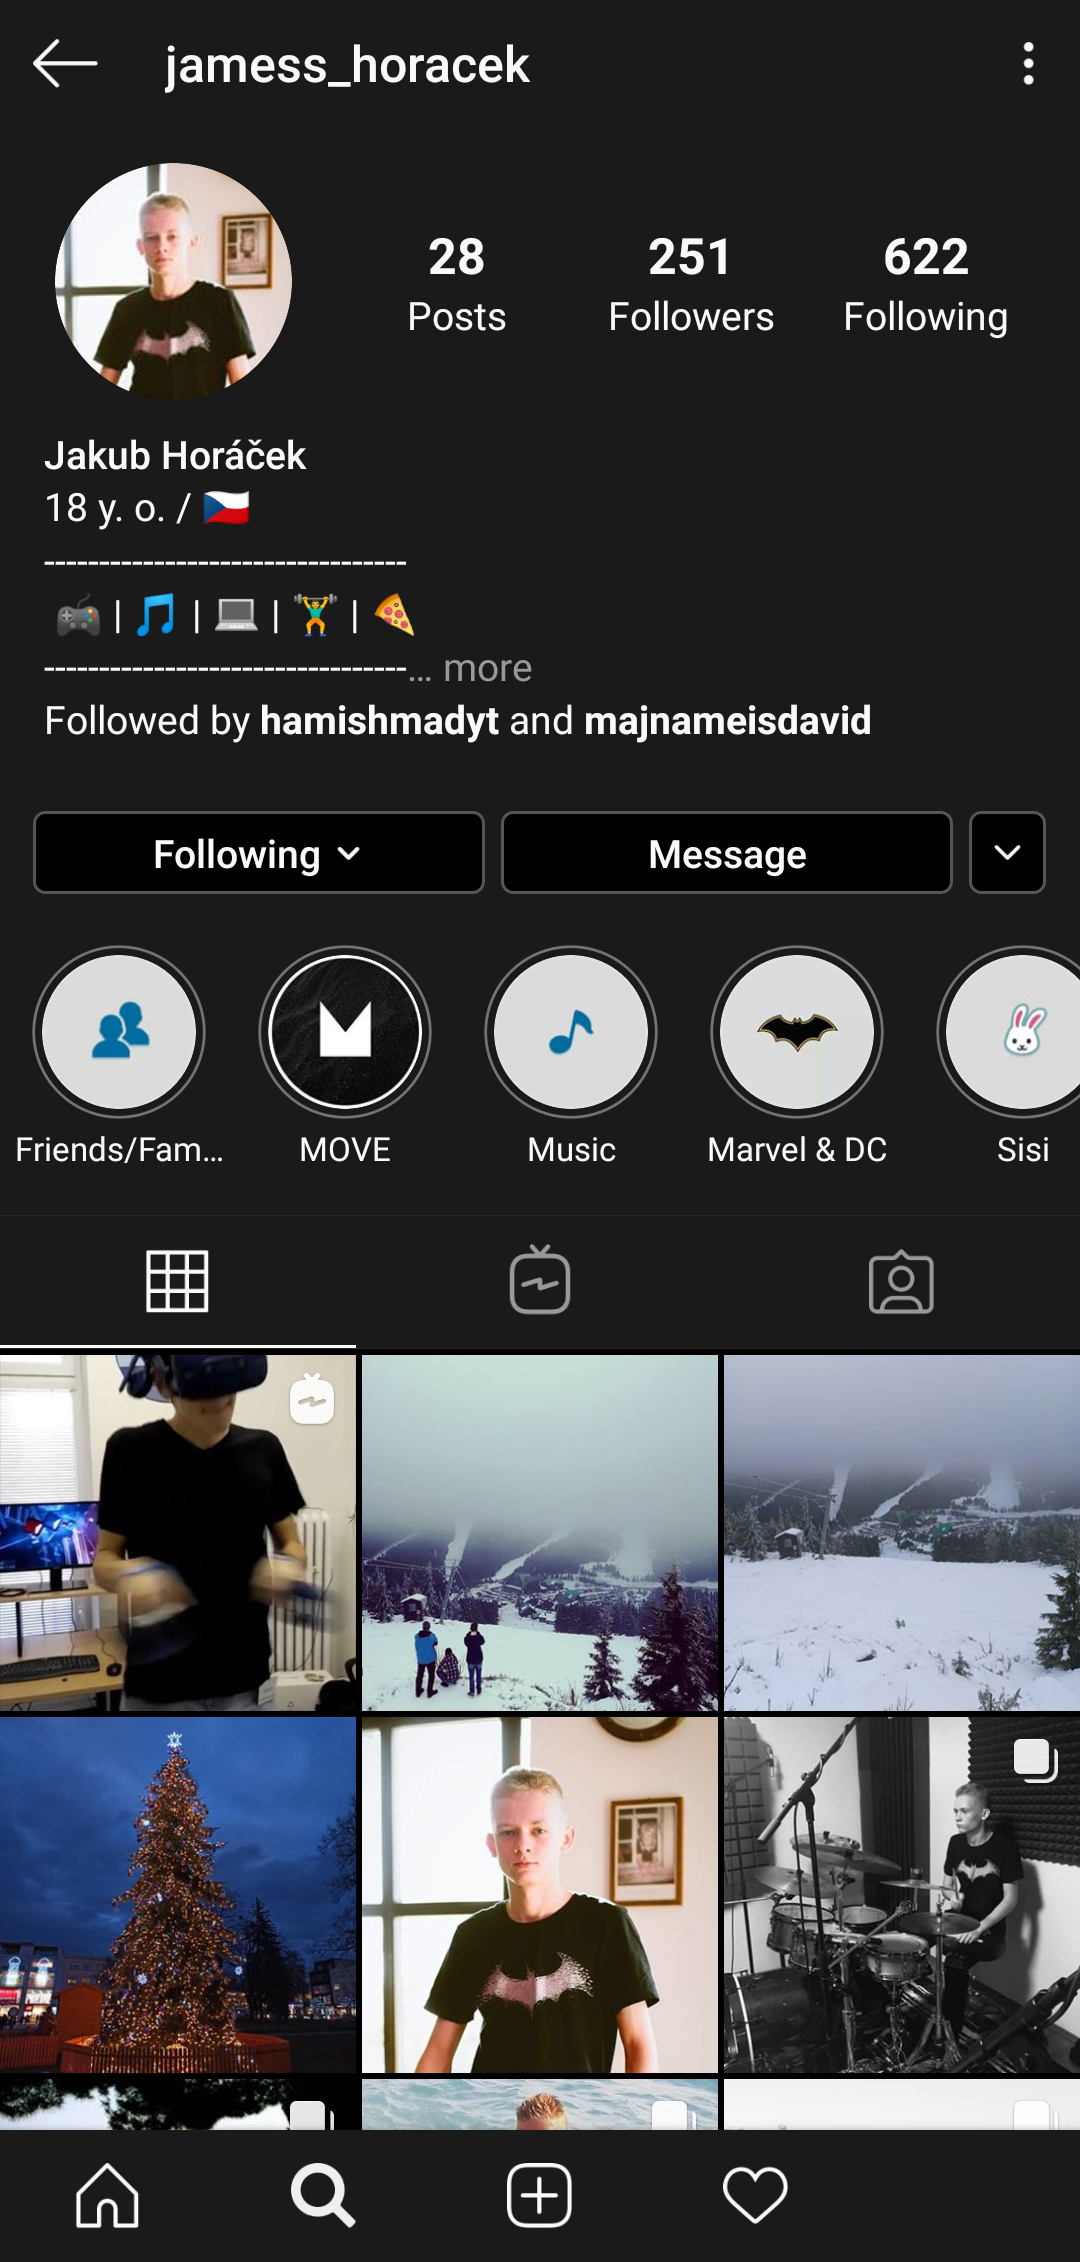 jamess_horacek
28 251 622
Posts Followers Following
Jakub Horáček
18 y. o. / 🇨🇿
---------------------------------
🎮 | 🎵 | 💻 | 🏋️ | 🍕
---------------------------------... more
Followed by hamishmadyt and majnameisdavid
Following Message
Friends/Fam... MOVE Music Marvel & DC Sisi